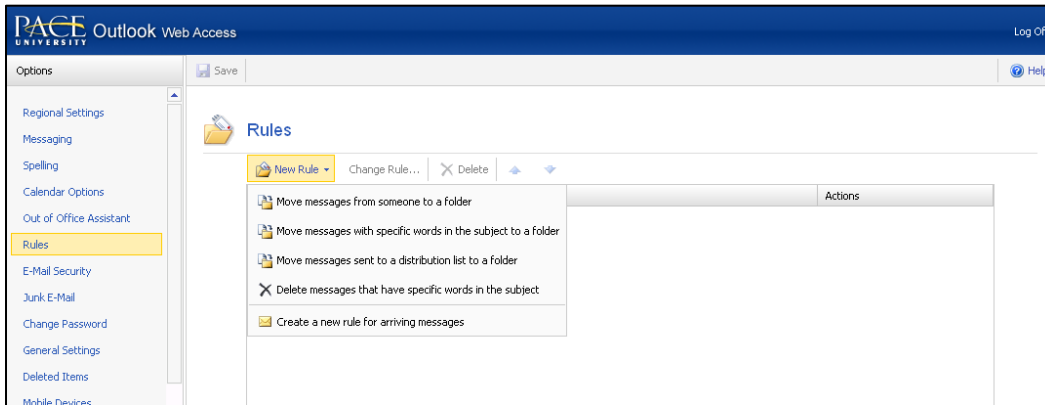 PACE UNIVERSITY Outlook Web Access
Log Of
Options
Save
Help
Regional Settings
Messaging
Spelling
Calendar Options
Out of Office Assistant
Rules
E-Mail Security
Junk E-Mail
Change Password
General Settings
Deleted Items
Mobile Devices
Rules
New Rule Change Rule... Delete
Actions
Move messages from someone to a folder
Move messages with specific words in the subject to a folder
Move messages sent to a distribution list to a folder
Delete messages that have specific words in the subject
Create a new rule for arriving messages